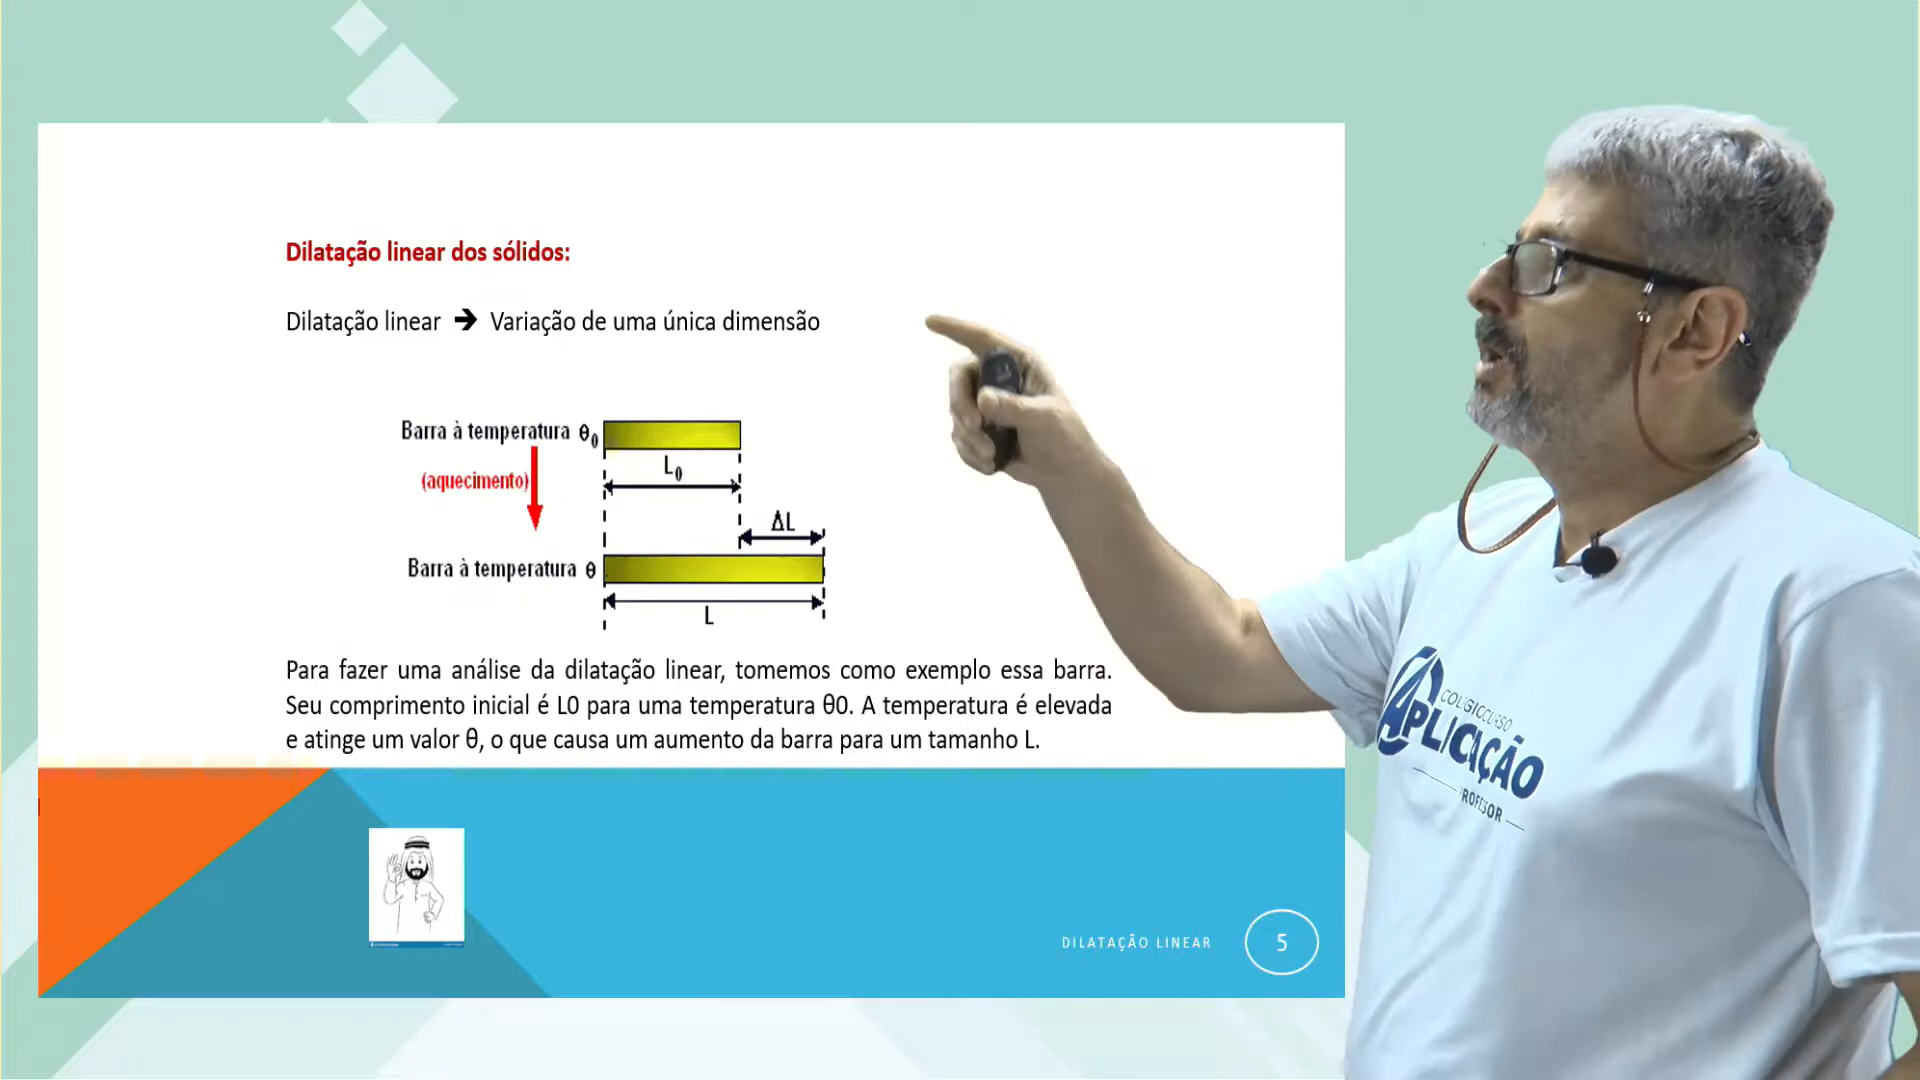 Dilatação linear dos sólidos:
Dilatação linear ➔ Variação de uma única dimensão
Barra à temperatura θ₀
L₀
(aquecimento)
ΔL
Barra à temperatura θ
L
Para fazer uma análise da dilatação linear, tomemos como exemplo essa barra.
Seu comprimento inicial é L0 para uma temperatura θ0. A temperatura é elevada
e atinge um valor θ, o que causa um aumento da barra para um tamanho L.
DILATAÇÃO LINEAR
5
COLÉGIOCURSO
APLICAÇÃO
PROFESSOR